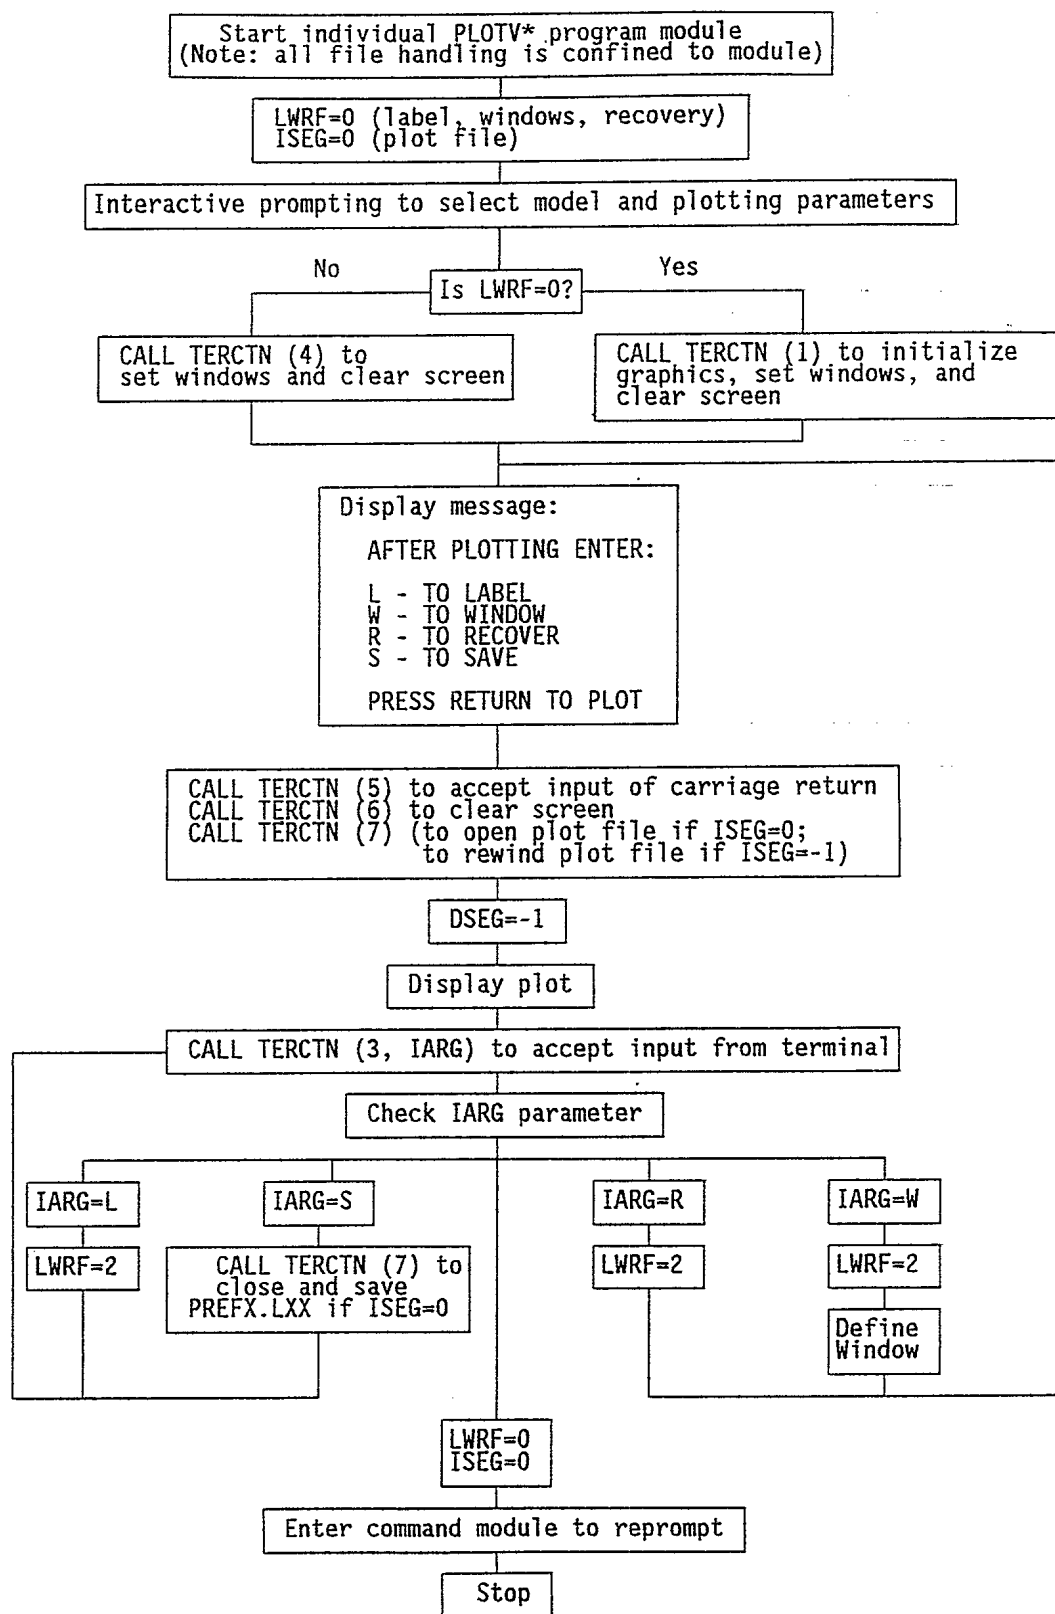 Start individual PLOTV* program module
(Note: all file handling is confined to module)
LWRF=0 (label, windows, recovery)
ISEG=0 (plot file)
Interactive prompting to select model and plotting parameters
No
Yes
Is LWRF=0?
CALL TERCTN (4) to
set windows and clear screen
CALL TERCTN (1) to initialize
graphics, set windows, and
clear screen
Display message:
AFTER PLOTTING ENTER:
L - TO LABEL
W - TO WINDOW
R - TO RECOVER
S - TO SAVE
PRESS RETURN TO PLOT
CALL TERCTN (5) to accept input of carriage return
CALL TERCTN (6) to clear screen
CALL TERCTN (7) (to open plot file if ISEG=0;
to rewind plot file if ISEG=-1)
DSEG=-1
Display plot
CALL TERCTN (3, IARG) to accept input from terminal
Check IARG parameter
IARG=L
IARG=S
IARG=R
IARG=W
LWRF=2
CALL TERCTN (7) to
close and save
PREFX.LXX if ISEG=0
LWRF=2
LWRF=2
Define
Window
LWRF=0
ISEG=0
Enter command module to reprompt
Stop